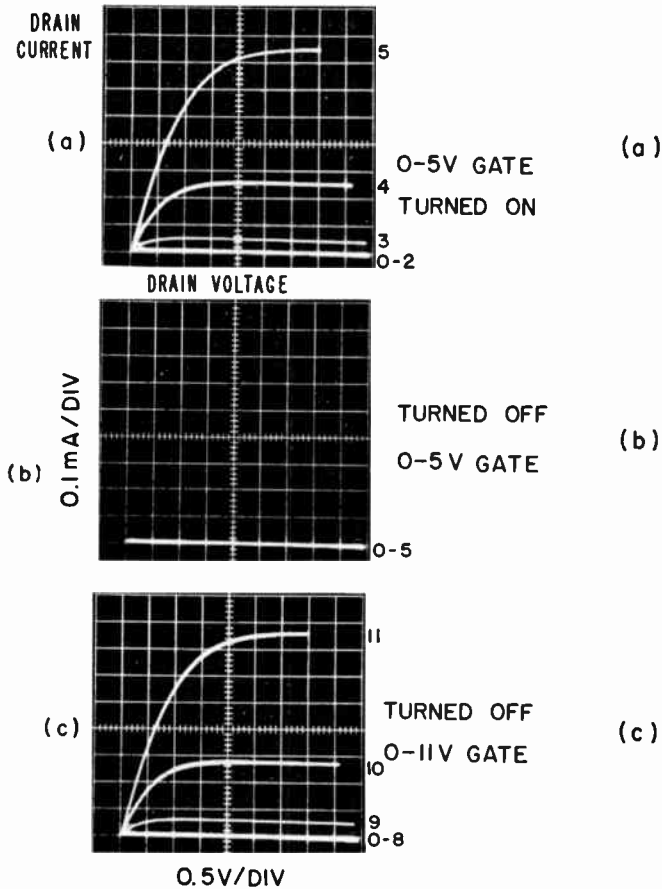 DRAIN
CURRENT
5
(a)
(a)
0-5V GATE
4
TURNED ON
3
0-2
DRAIN VOLTAGE
0.1mA/DIV
TURNED OFF
(b)
(b)
0-5V GATE
0-5
11
TURNED OFF
(c)
(c)
0-11V GATE
10
9
0-8
0.5V/DIV